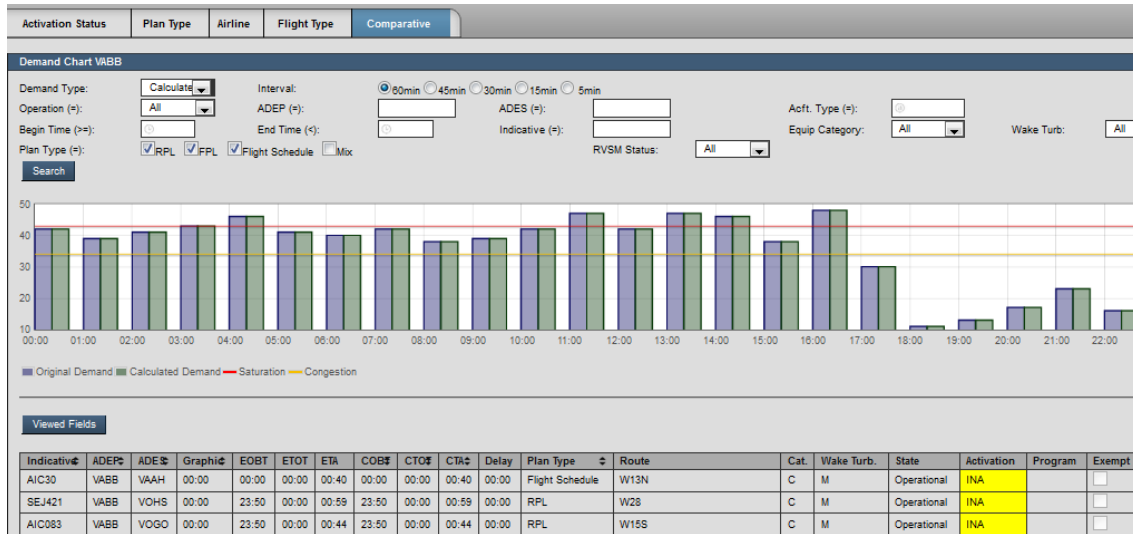 Activation Status Plan Type Airline Flight Type Comparative
Demand Chart VABB
Demand Type: Calculate Interval: 60min 45min 30min 15min 5min
Operation (=): All ADEP (=): ADES (=): Acft. Type (=):
Begin Time (>=): End Time (<): Indicative (=): Equip Category: All Wake Turb: All
Plan Type (=): RPL FPL Flight Schedule Mix RVSM Status: All
Search
50
40
30
20
10
00:00 01:00 02:00 03:00 04:00 05:00 06:00 07:00 08:00 09:00 10:00 11:00 12:00 13:00 14:00 15:00 16:00 17:00 18:00 19:00 20:00 21:00 22:00
Original Demand Calculated Demand Saturation Congestion
Viewed Fields
Indicative ADEP ADES Graphic EOBT ETOT ETA COBT CTOT CTA Delay Plan Type Route Cat. Wake Turb. State Activation Program Exempt
AIC30 VABB VAAH 00:00 00:00 00:00 00:40 00:00 00:00 00:40 00:00 Flight Schedule W13N C M Operational INA
SEJ421 VABB VOHS 00:00 23:50 00:00 00:59 23:50 00:00 00:59 00:00 RPL W28 C M Operational INA
AIC083 VABB VOGO 00:00 23:50 00:00 00:44 23:50 00:00 00:44 00:00 RPL W15S C M Operational INA